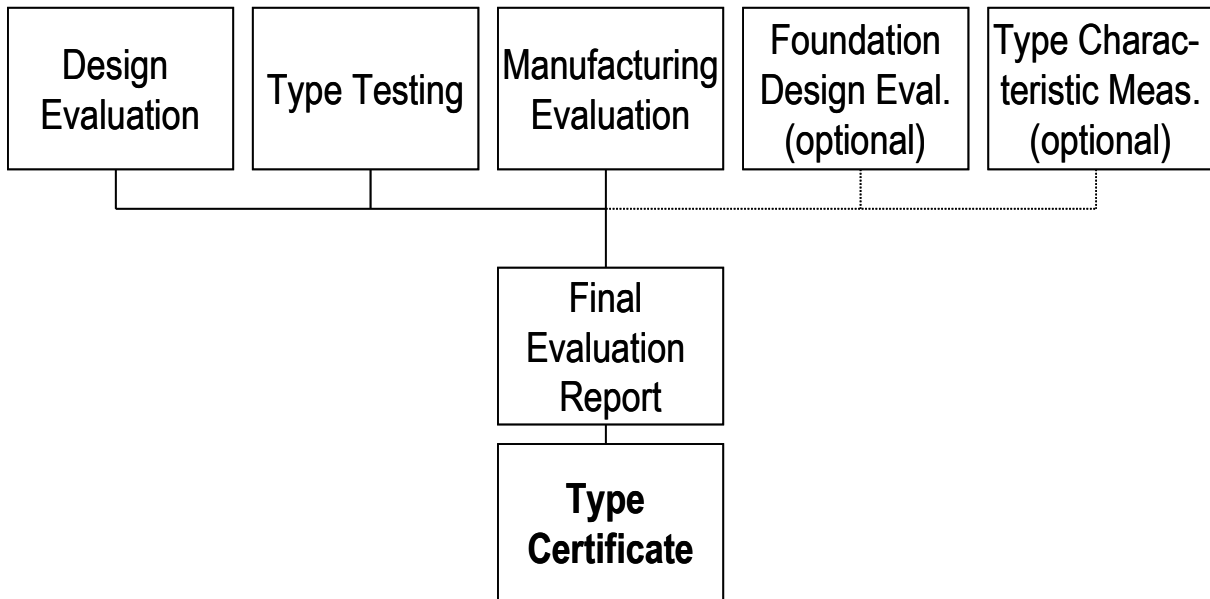 Design
Evaluation
Type Testing
Manufacturing
Evaluation
Foundation
Design Eval.
(optional)
Type Charac-
teristic Meas.
(optional)
Final
Evaluation
Report
Type
Certificate